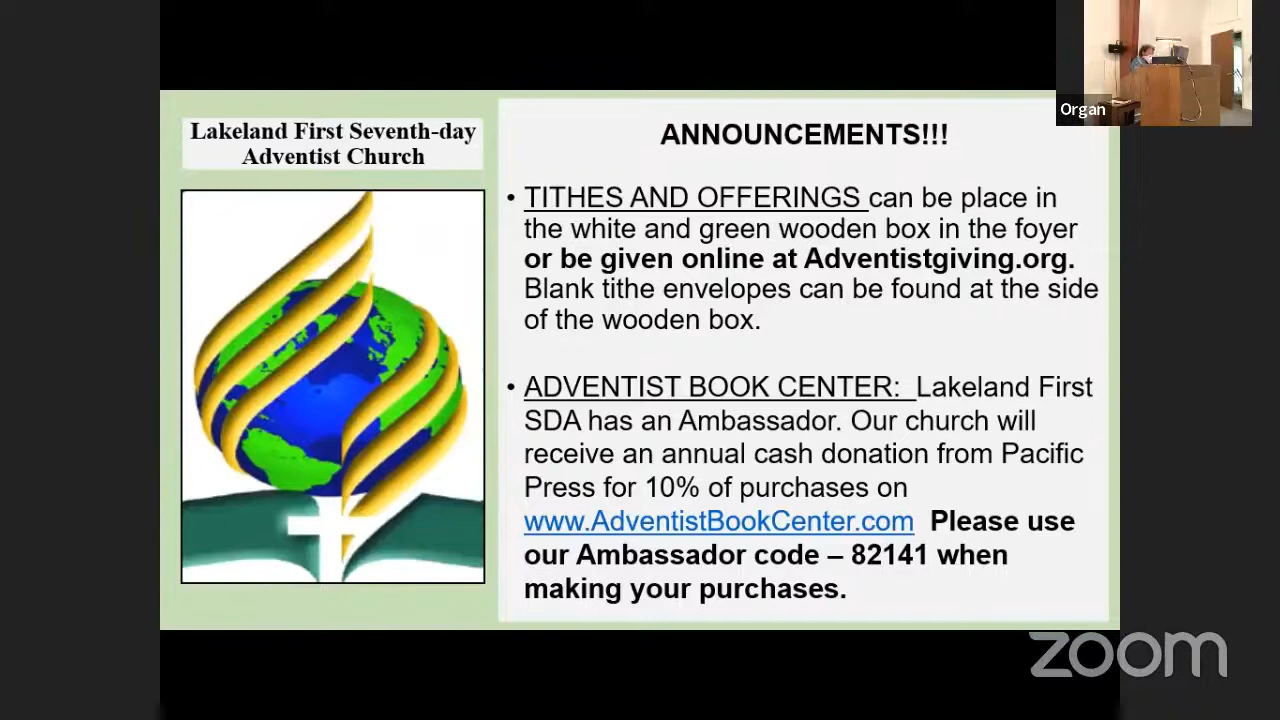 Lakeland First Seventh-day
Adventist Church
Organ
ANNOUNCEMENTS!!!
• TITHES AND OFFERINGS can be place in
the white and green wooden box in the foyer
or be given online at Adventistgiving.org.
Blank tithe envelopes can be found at the side
of the wooden box.
• ADVENTIST BOOK CENTER: Lakeland First
SDA has an Ambassador. Our church will
receive an annual cash donation from Pacific
Press for 10% of purchases on
www.AdventistBookCenter.com Please use
our Ambassador code – 82141 when
making your purchases.
zoom